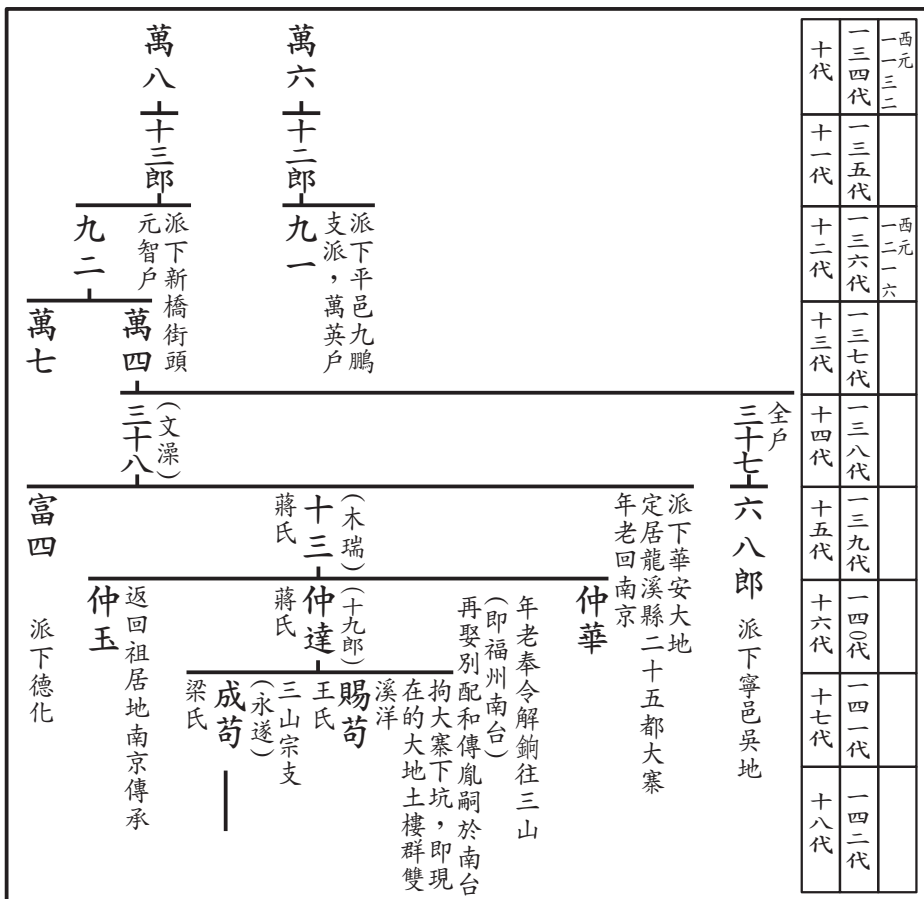 西元
一一三二
西元
一二一六
一三四代
一三五代
一三六代
一三七代
一三八代
一三九代
一四〇代
一四一代
一四二代
十代
十一代
十二代
十三代
十四代
十五代
十六代
十七代
十八代
萬六
十二郎
派下平邑九鵬
支派，萬英戶
九一
萬八
十三郎
派下新橋街頭
元智戶
九二
萬四
萬七
全戶
三十七
六八郎
派下寧邑吳地
(文澡)
三十八
派下華安大地
定居龍溪縣二十五都大寨
年老回南京
(木瑞)
十三
蔣氏
富四
派下德化
仲華
年老奉令解餉往三山
(即福州南台)
再娶別配和傳胤嗣於南台
(十九郎)
仲達
蔣氏
返回祖居地南京傳承
仲玉
拘大寨下坑，即現
在的大地土樓群雙
溪洋
賜苟
王氏
三山宗支
(永遂)
成苟
梁氏